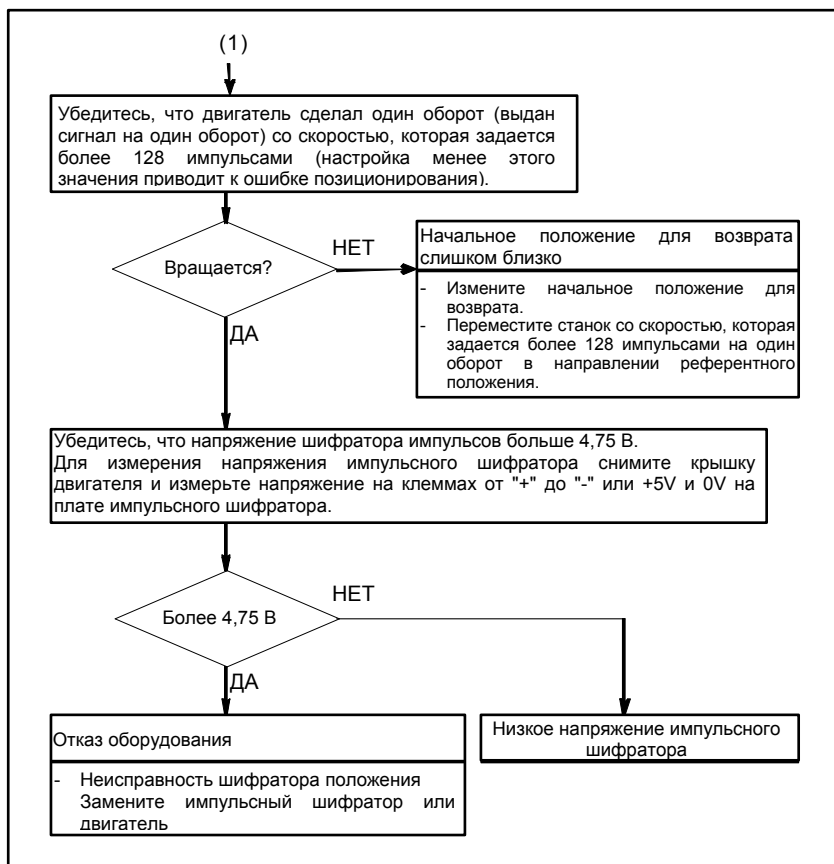 (1)
Убедитесь, что двигатель сделал один оборот (выдан
сигнал на один оборот) со скоростью, которая задается
более 128 импульсами (настройка менее этого
значения приводит к ошибке позиционирования).
Вращается?
НЕТ
Начальное положение для возврата
слишком близко
- Измените начальное положение для
возврата.
- Переместите станок со скоростью, которая
задается более 128 импульсами на один
оборот в направлении референтного
положения.
ДА
Убедитесь, что напряжение шифратора импульсов больше 4,75 В.
Для измерения напряжения импульсного шифратора снимите крышку
двигателя и измерьте напряжение на клеммах от "+" до "-" или +5V и 0V на
плате импульсного шифратора.
Более 4,75 В
НЕТ
ДА
Отказ оборудования
- Неисправность шифратора положения
Замените импульсный шифратор или
двигатель
Низкое напряжение импульсного
шифратора